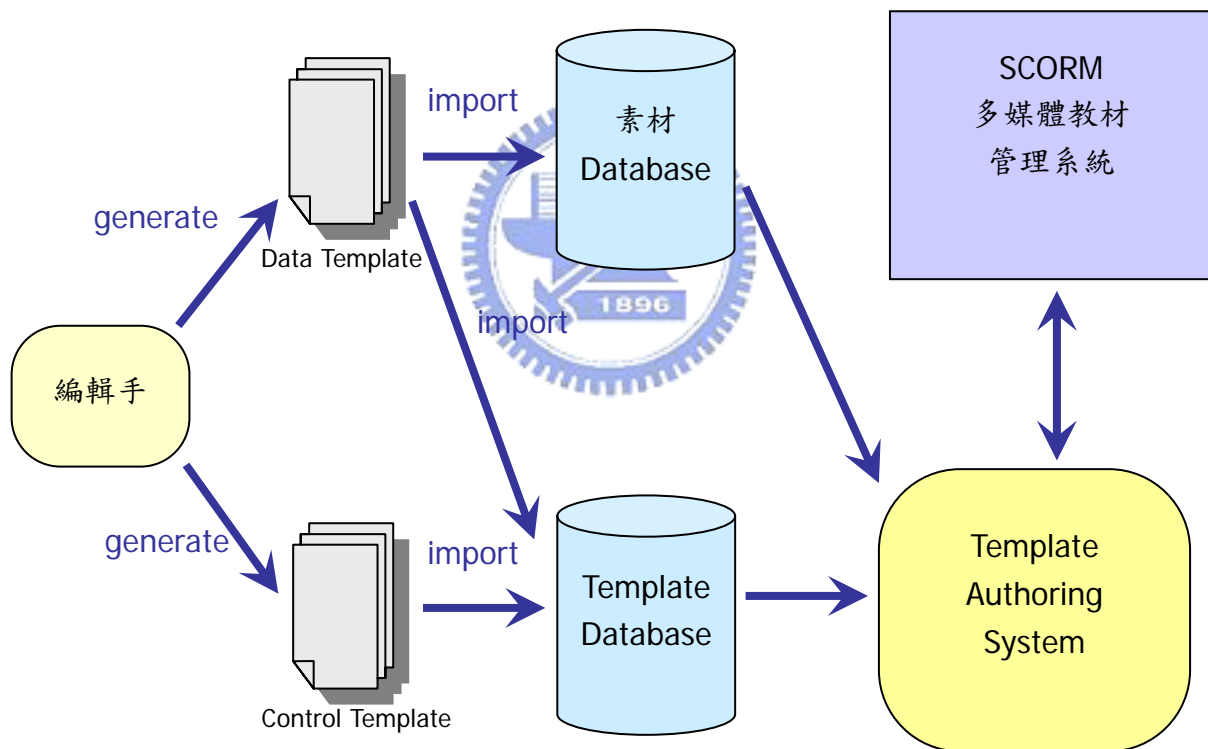 SCORM
多媒體教材
管理系統
import
素材
Database
generate
Data Template
1896
import
編輯手
generate
import
Template
Database
Template
Authoring
System
Control Template